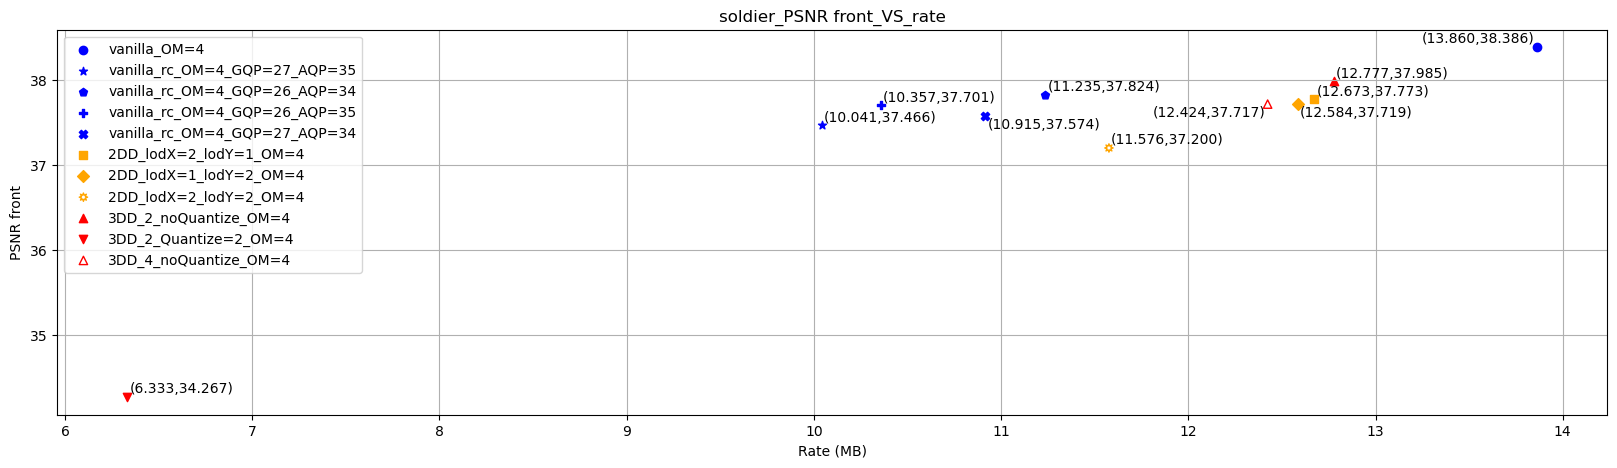 soldier_PSNR front_VS_rate
vanilla_OM=4
vanilla_rc_OM=4_GQP=27_AQP=35
vanilla_rc_OM=4_GQP=26_AQP=34
vanilla_rc_OM=4_GQP=26_AQP=35
vanilla_rc_OM=4_GQP=27_AQP=34
2DD_lodX=2_lodY=1_OM=4
2DD_lodX=1_lodY=2_OM=4
2DD_lodX=2_lodY=2_OM=4
3DD_2_noQuantize_OM=4
3DD_2_Quantize=2_OM=4
3DD_4_noQuantize_OM=4
(13.860,38.386)
(12.777,37.985)
(12.673,37.773)
(11.235,37.824)
(10.357,37.701)
(12.424,37.717)
(12.584,37.719)
(10.041,37.466)
(10.915,37.574)
(11.576,37.200)
(6.333,34.267)
PSNR front
38
37
36
35
6
7
8
9
10
11
12
13
14
Rate (MB)